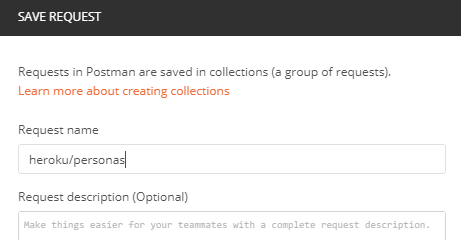 SAVE REQUEST
Requests in Postman are saved in collections (a group of requests).
Learn more about creating collections
Request name
heroku/personas
Request description (Optional)
Make things easier for your teammates with a complete request description.